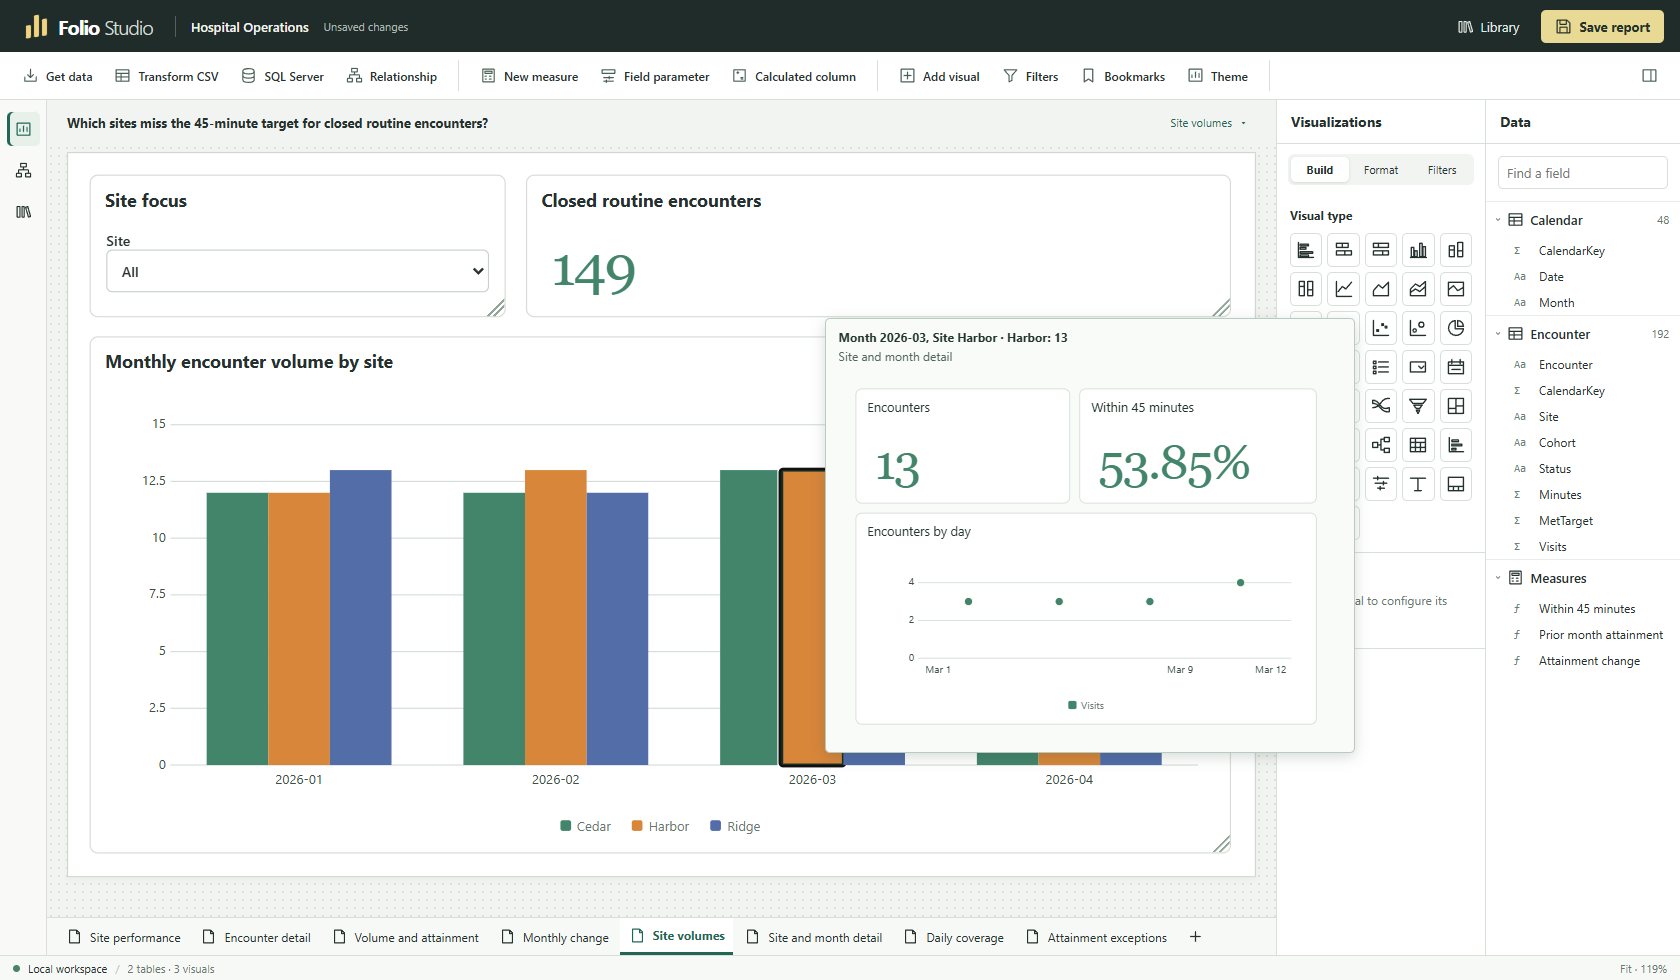 Folio Studio
Hospital Operations
Unsaved changes
Library
Save report
Get data
Transform CSV
SQL Server
Relationship
New measure
Field parameter
Calculated column
Add visual
Filters
Bookmarks
Theme
Which sites miss the 45-minute target for closed routine encounters?
Site volumes
Site focus
Site
All
Closed routine encounters
149
Monthly encounter volume by site
15
12.5
10
7.5
5
2.5
0
2026-01
2026-02
2026-03
2026-04
Cedar
Harbor
Ridge
Month 2026-03, Site Harbor · Harbor: 13
Site and month detail
Encounters
13
Within 45 minutes
53.85%
Encounters by day
4
2
0
Mar 1
Mar 9
Mar 12
Visits
Visualizations
Build
Format
Filters
Visual type
al to configure its
Data
Find a field
Calendar
48
Σ CalendarKey
Aa Date
Aa Month
Encounter
192
Aa Encounter
Σ CalendarKey
Aa Site
Aa Cohort
Aa Status
Σ Minutes
Σ MetTarget
Σ Visits
Measures
f Within 45 minutes
f Prior month attainment
f Attainment change
Site performance
Encounter detail
Volume and attainment
Monthly change
Site volumes
Site and month detail
Daily coverage
Attainment exceptions
+
Local workspace / 2 tables · 3 visuals
Fit · 119%